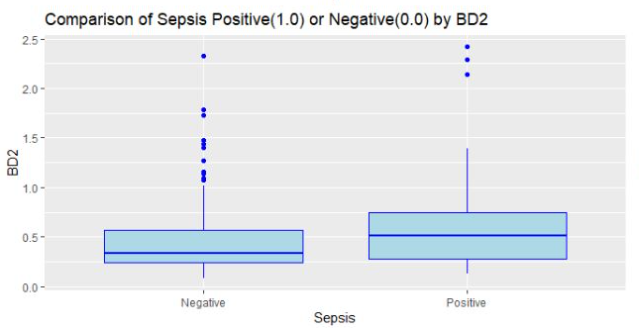 Comparison of Sepsis Positive(1.0) or Negative(0.0) by BD2
2.5
2.0
1.5
1.0
0.5
0.0
BD2
Negative Positive
Sepsis